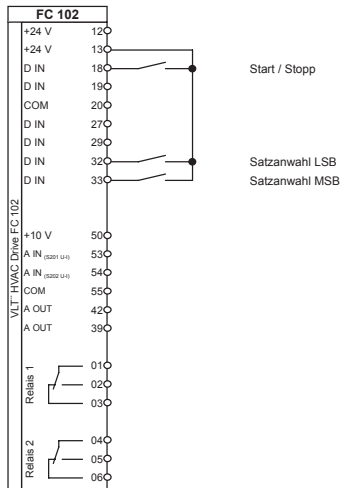 FC 102
+24 V 12
+24 V 13
D IN 18 Start / Stopp
D IN 19
COM 20
D IN 27
D IN 29
D IN 32 Satzanwahl LSB
D IN 33 Satzanwahl MSB
+10 V 50
A IN (S201 U-I) 53
A IN (S202 U-I) 54
COM 55
A OUT 42
A OUT 39
VLT¨ HVAC Drive FC 102
Relais 1
01
02
03
Relais 2
04
05
06